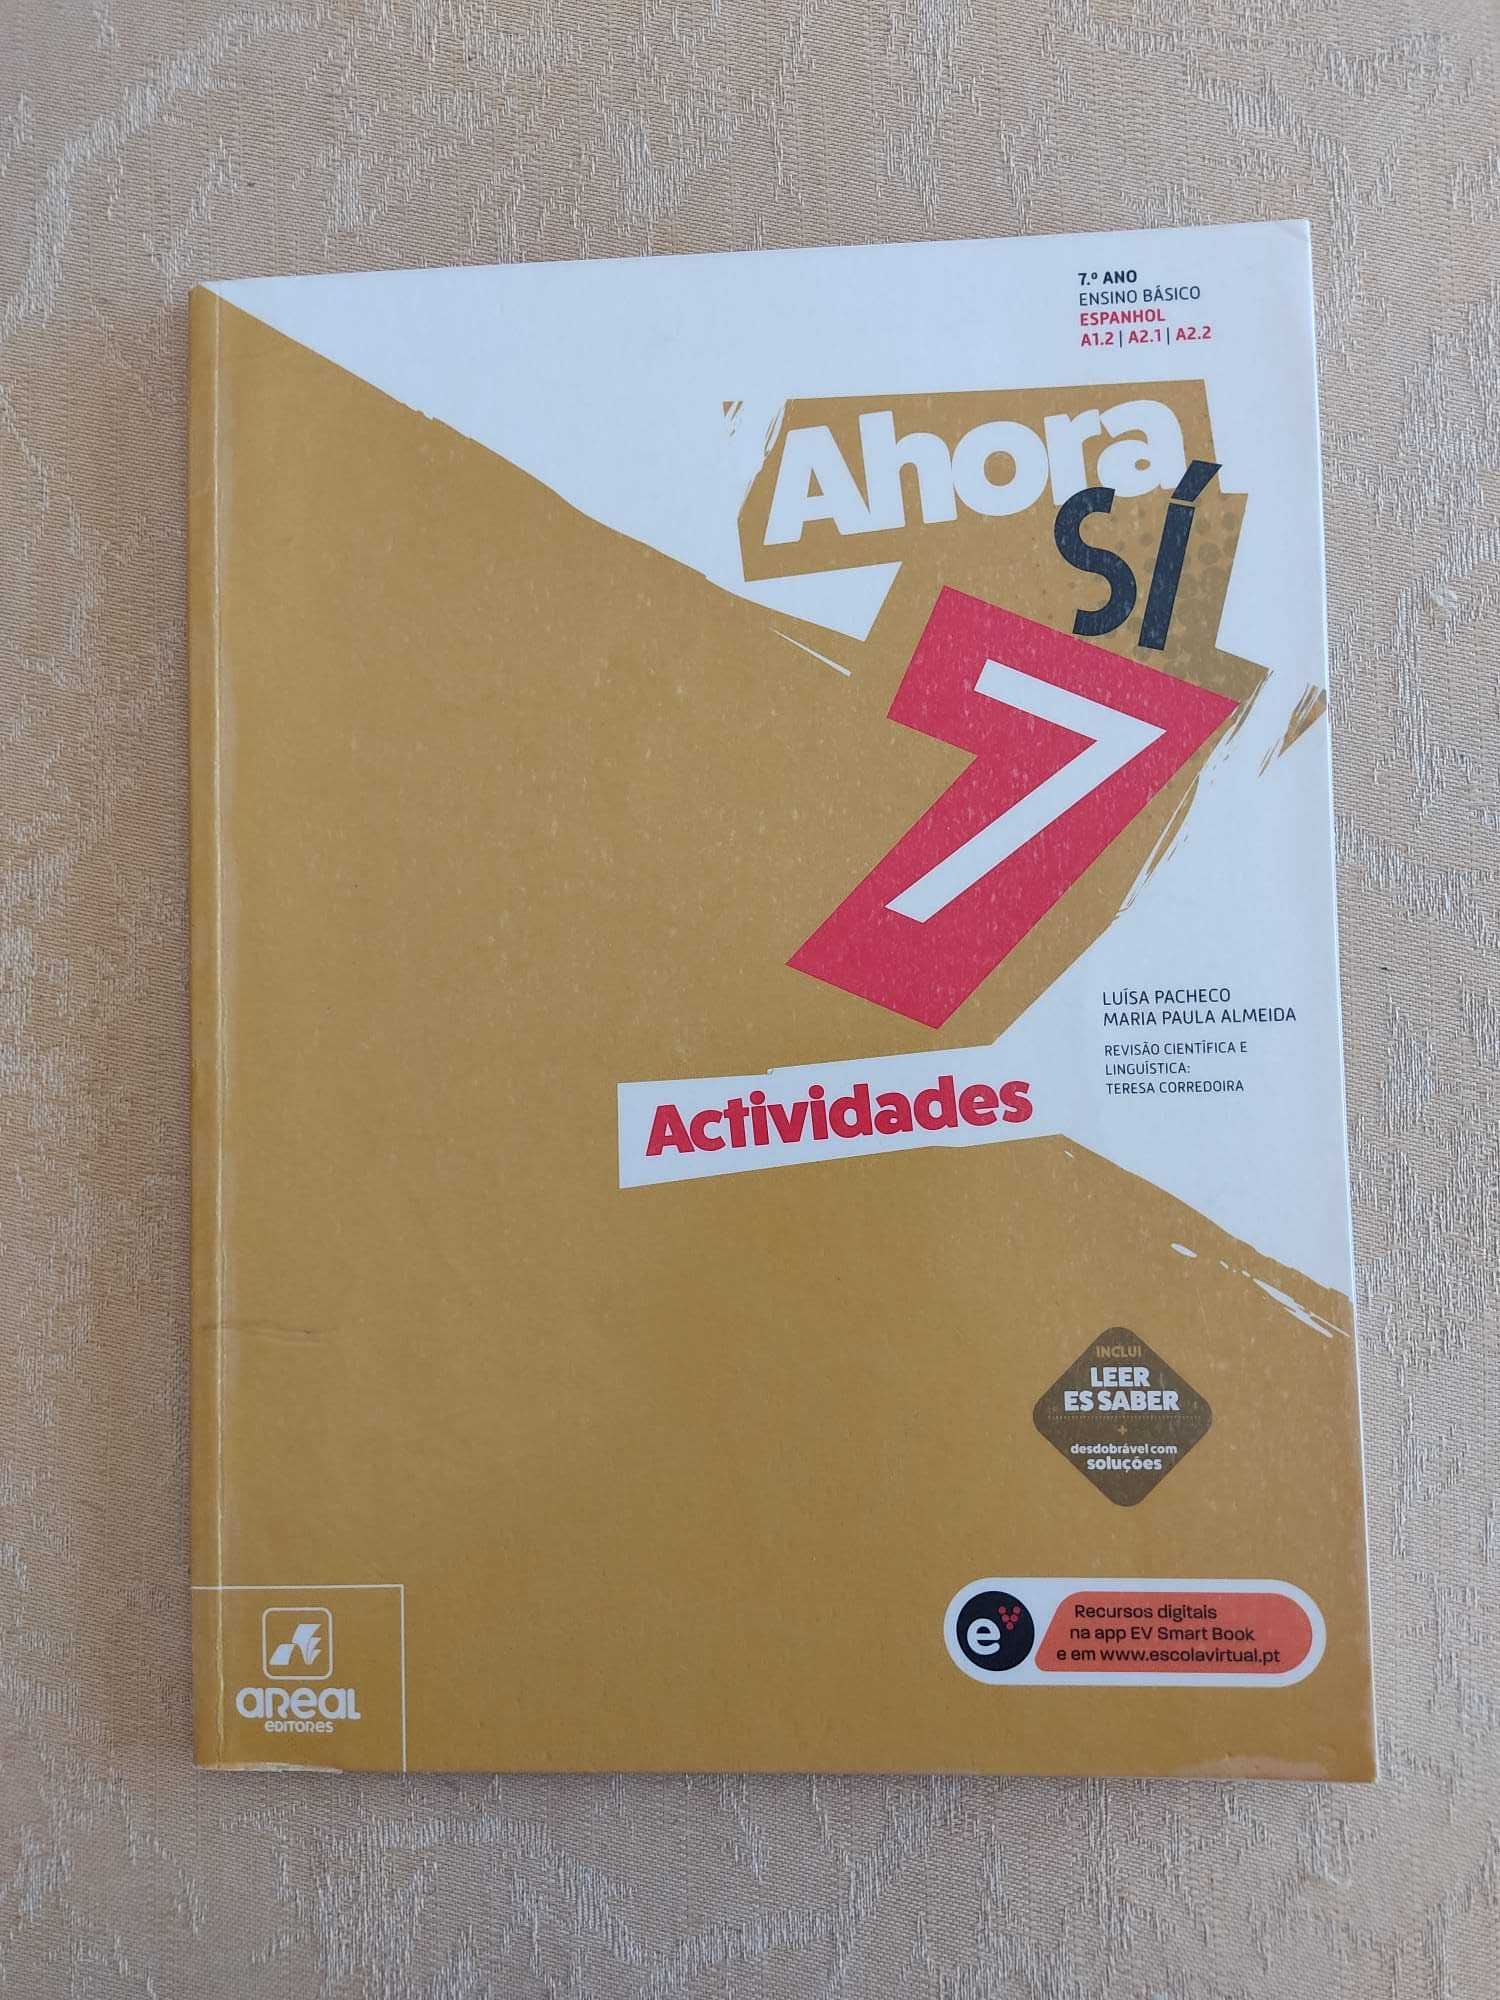 7.º ANO
ENSINO BÁSICO
ESPANHOL
A1.2 | A2.1 | A2.2
Ahora
SÍ
7
LUÍSA PACHECO
MARIA PAULA ALMEIDA
REVISÃO CIENTÍFICA E
LINGUÍSTICA:
TERESA CORREDOIRA
Actividades
INCLUI
LEER
ES SABER
+
desdobrável com
soluções
e
Recursos digitais
na app EV Smart Book
e em www.escolavirtual.pt
AREAL
EDITORES